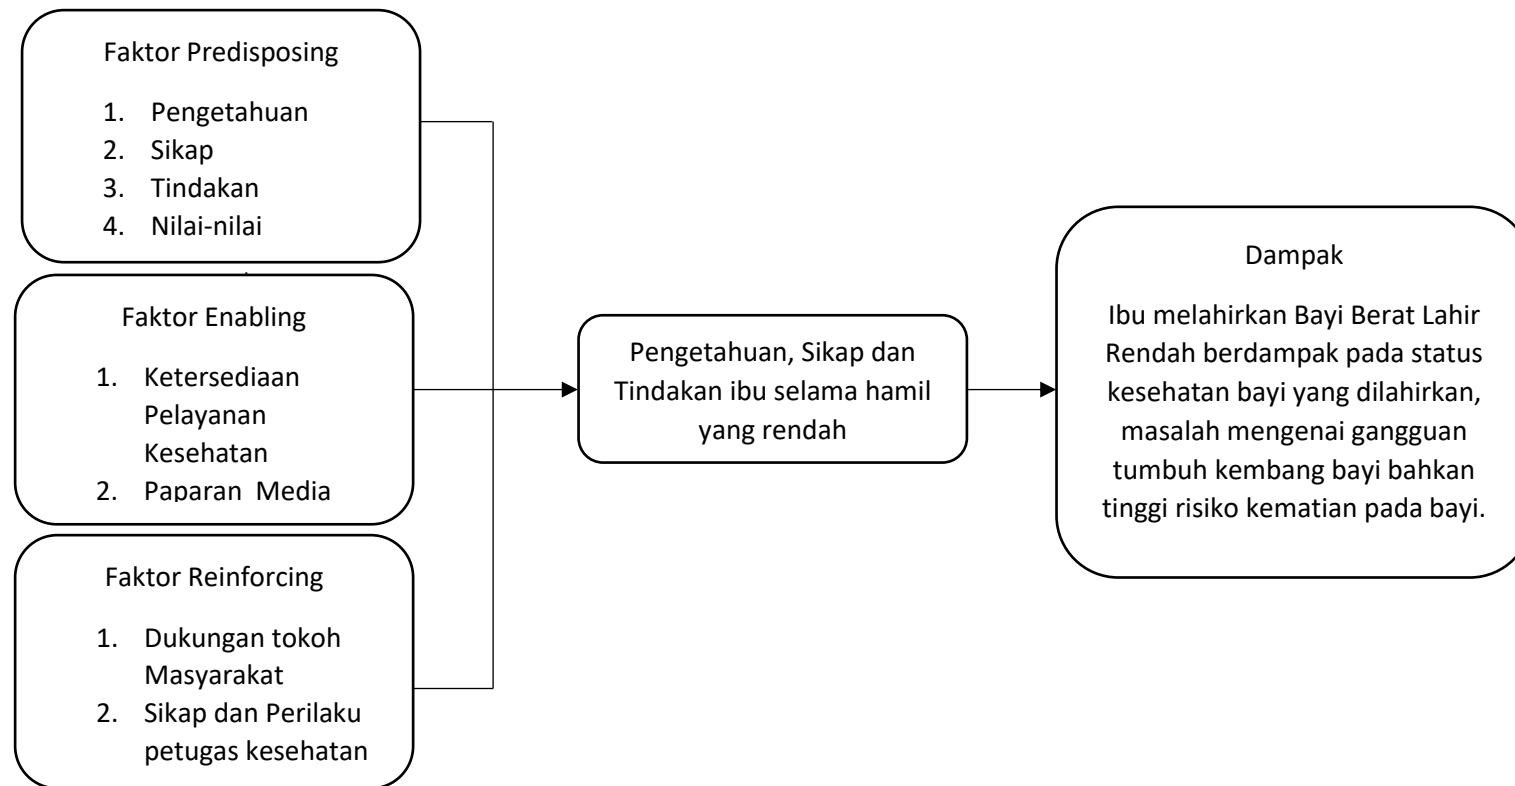 Faktor Predisposing
1. Pengetahuan
2. Sikap
3. Tindakan
4. Nilai-nilai
Faktor Enabling
1. Ketersediaan
Pelayanan
Kesehatan
2. Paparan Media
Faktor Reinforcing
1. Dukungan tokoh
Masyarakat
2. Sikap dan Perilaku
petugas kesehatan
Pengetahuan, Sikap dan
Tindakan ibu selama hamil
yang rendah
Dampak
Ibu melahirkan Bayi Berat Lahir
Rendah berdampak pada status
kesehatan bayi yang dilahirkan,
masalah mengenai gangguan
tumbuh kembang bayi bahkan
tinggi risiko kematian pada bayi.